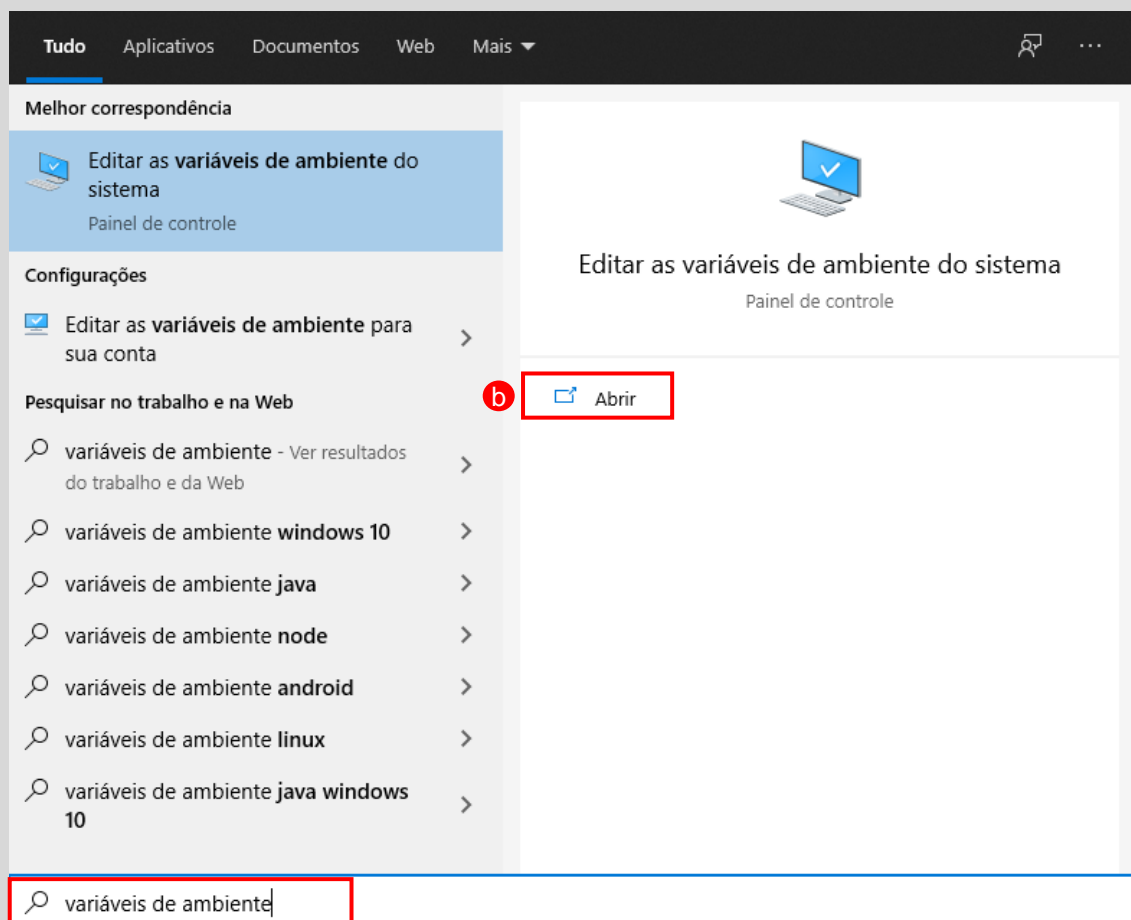 Tudo Aplicativos Documentos Web Mais
Melhor correspondência
Editar as variáveis de ambiente do
sistema
Painel de controle
Configurações
Editar as variáveis de ambiente para
sua conta
Pesquisar no trabalho e na Web
variáveis de ambiente - Ver resultados
do trabalho e da Web
variáveis de ambiente windows 10
variáveis de ambiente java
variáveis de ambiente node
variáveis de ambiente android
variáveis de ambiente linux
variáveis de ambiente java windows
10
variáveis de ambiente
Editar as variáveis de ambiente do sistema
Painel de controle
b Abrir